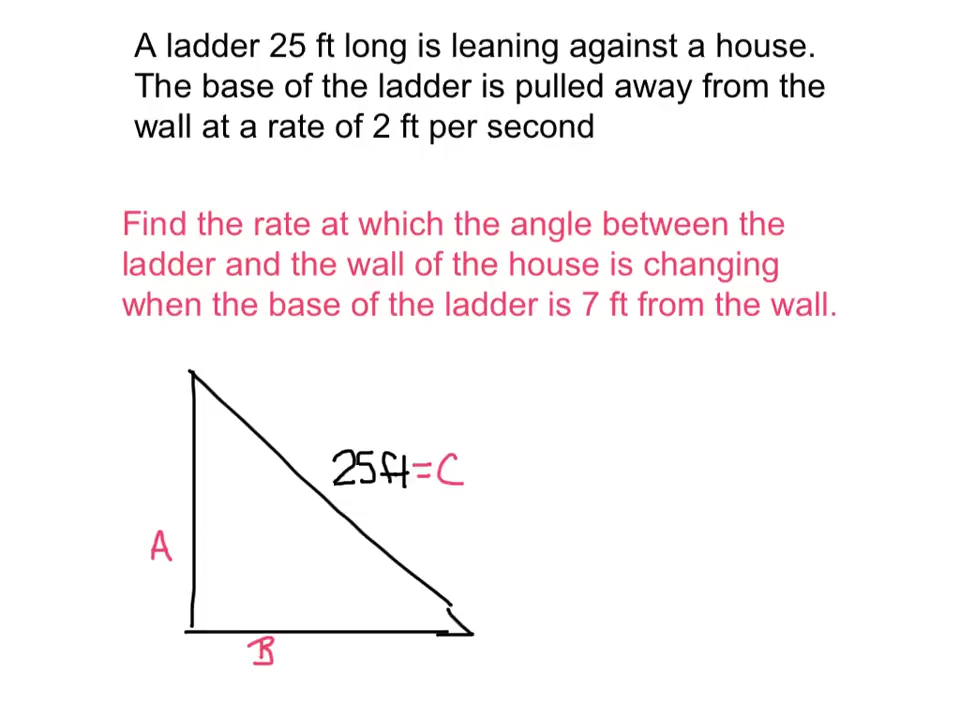 A ladder 25 ft long is leaning against a house.
The base of the ladder is pulled away from the
wall at a rate of 2 ft per second
Find the rate at which the angle between the
ladder and the wall of the house is changing
when the base of the ladder is 7 ft from the wall.
25ft=C
A
B